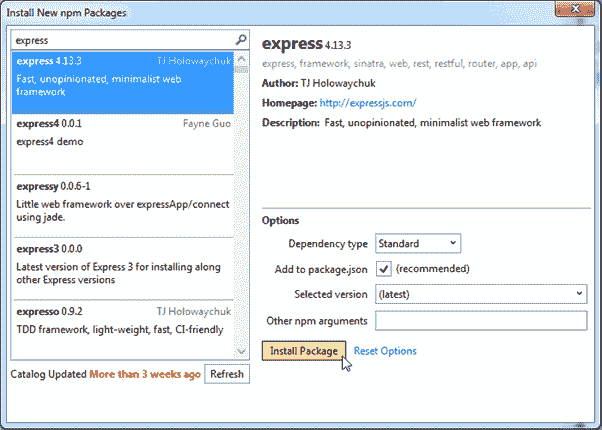 Install New npm Packages
express
express 4.13.3 TJ Holowaychuk
Fast, unopinionated, minimalist web
framework
express4 0.0.1 Fayne Guo
express4 demo
expressy 0.0.6-1
Little web framework over expressApp/connect
using jade.
express3 0.0.0
Latest version of Express 3 for installing along
other Express versions
expresso 0.9.2 TJ Holowaychuk
TDD framework, light-weight, fast, CI-friendly
Catalog Updated More than 3 weeks ago Refresh
express 4.13.3
express, framework, sinatra, web, rest, restful, router, app, api
Author: TJ Holowaychuk
Homepage: http://expressjs.com/
Description: Fast, unopinionated, minimalist web framework
Options
Dependency type Standard
Add to package.json (recommended)
Selected version (latest)
Other npm arguments
Install Package Reset Options